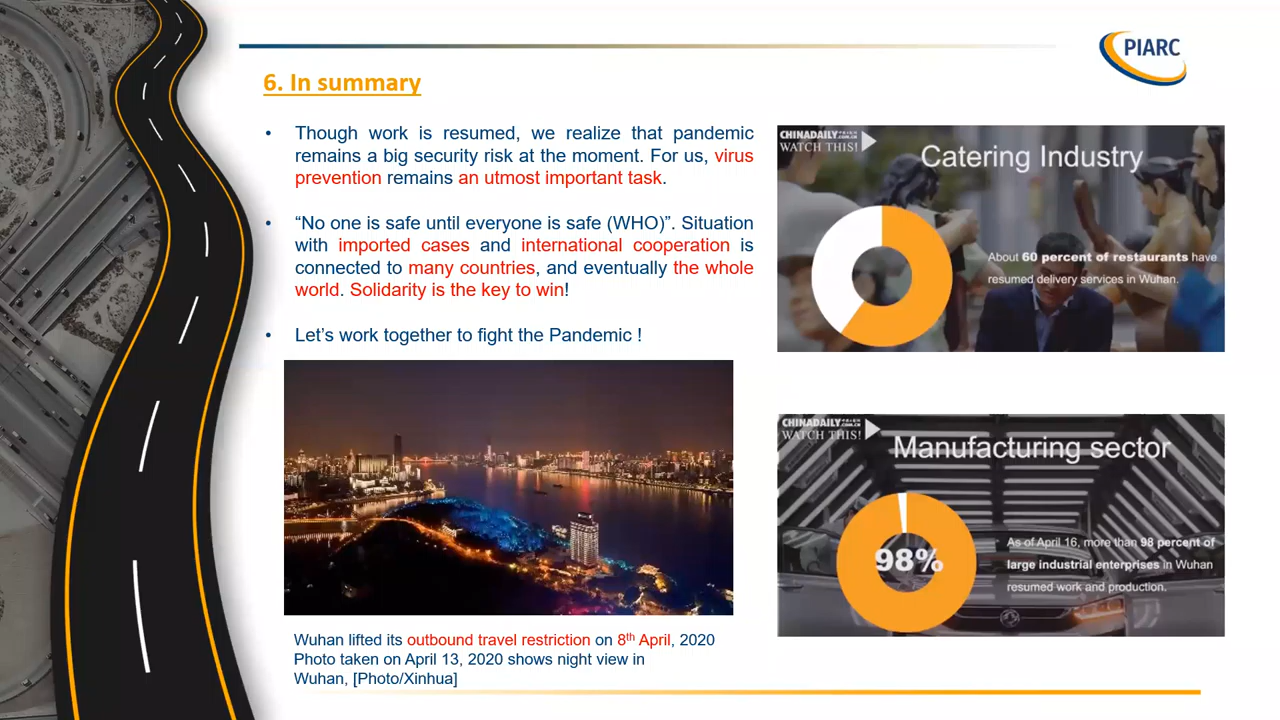 PIARC
6. In summary
• Though work is resumed, we realize that pandemic
remains a big security risk at the moment. For us, virus
prevention remains an utmost important task.
• “No one is safe until everyone is safe (WHO)”. Situation
with imported cases and international cooperation is
connected to many countries, and eventually the whole
world. Solidarity is the key to win!
• Let’s work together to fight the Pandemic !
Wuhan lifted its outbound travel restriction on 8th April, 2020
Photo taken on April 13, 2020 shows night view in
Wuhan, [Photo/Xinhua]
CHINADAILY
.COM.CN
WATCH THIS!
Catering Industry
About 60 percent of restaurants have
resumed delivery services in Wuhan.
CHINADAILY
.COM.CN
WATCH THIS!
Manufacturing sector
98%
As of April 16, more than 98 percent of
large industrial enterprises in Wuhan
resumed work and production.